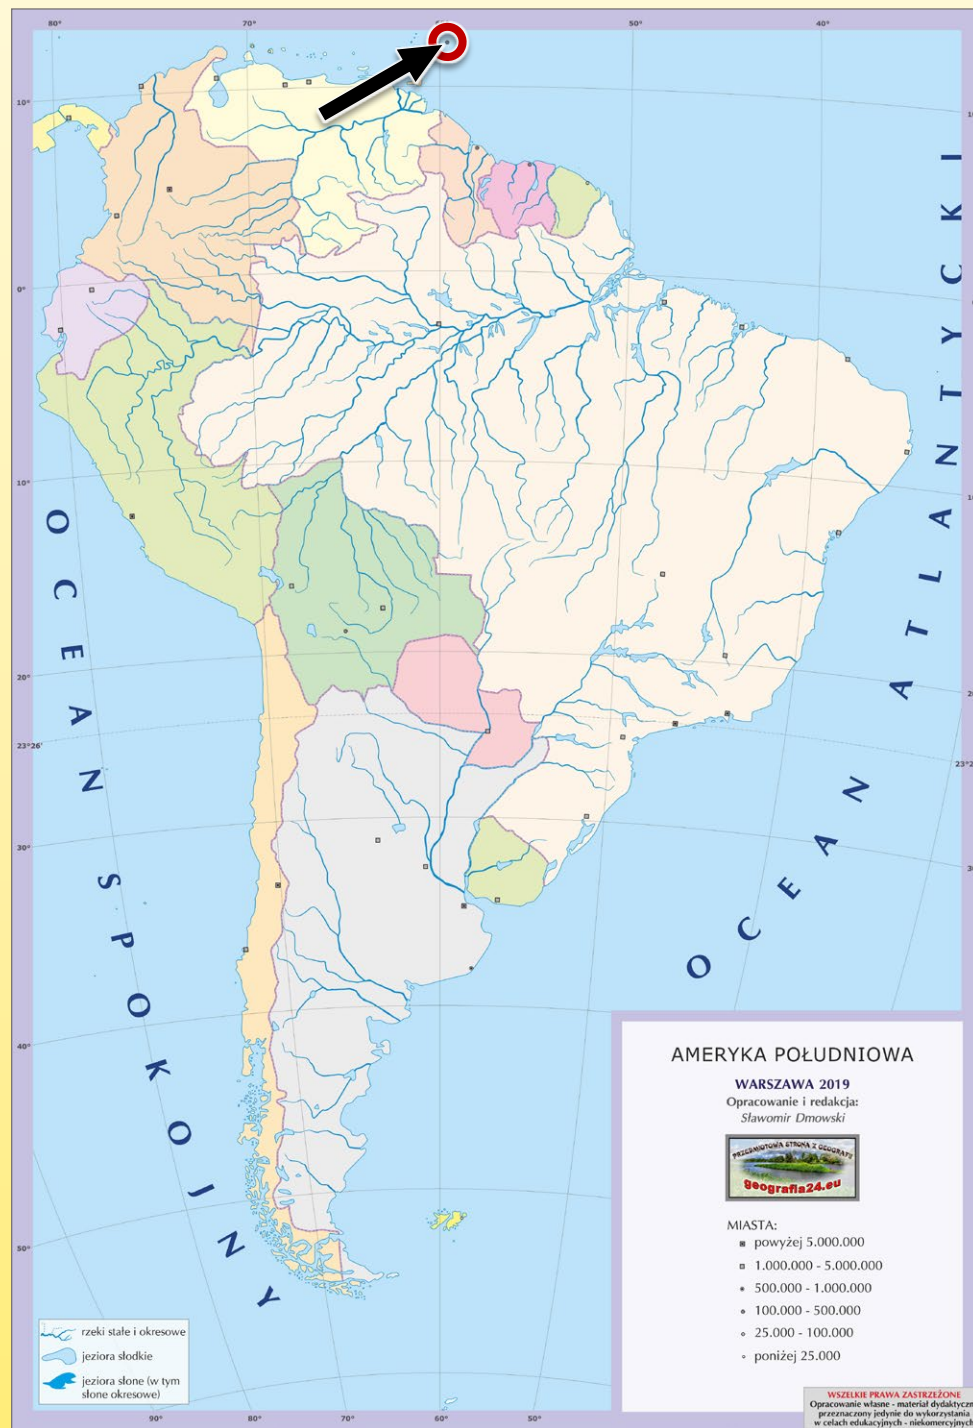 80°
70°
50°
40°
10°
0°
10°
20°
23°26'
30°
40°
50°
90°
80°
70°
60°
50°
OCEAN SPOKOJNY
OCEAN ATLANTYCKI
AMERYKA POŁUDNIOWA
WARSZAWA 2019
Opracowanie i redakcja:
Sławomir Dmowski
PRZEDMIOTOWA STRONA Z GEOGRAFII
geografia24.eu
MIASTA:
powyżej 5.000.000
1.000.000 - 5.000.000
500.000 - 1.000.000
100.000 - 500.000
25.000 - 100.000
poniżej 25.000
rzeki stałe i okresowe
jeziora słodkie
jeziora słone (w tym
słone okresowe)
WSZELKIE PRAWA ZASTRZEŻONE
Opracowanie własne - materiał dydaktyczn
przeznaczony jedynie do wykorzystania
w celach edukacyjnych - niekomercyjnych